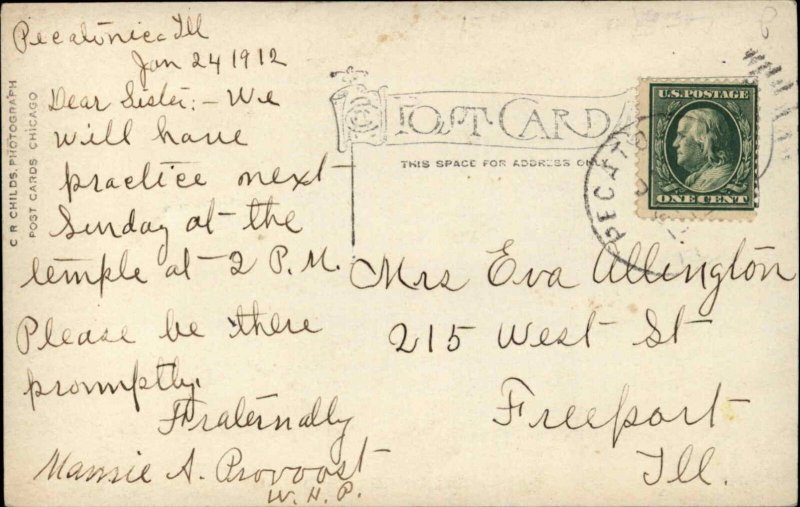 Pecatonica Ill
Jan 24 1912
Dear Sister; – We
will have
practice next
Sunday at the
temple at 2 P.M.
Please be there
promptly.
Fraternally
Mamie A. Provoost
W. H. P.
C R CHILDS, PHOTOGRAPH
POST CARDS CHICAGO
POST CARD
THIS SPACE FOR ADDRESS ON
U.S. POSTAGE
ONE CENT
PECATO
Mrs Eva Allington
215 West St
Freeport
Ill.